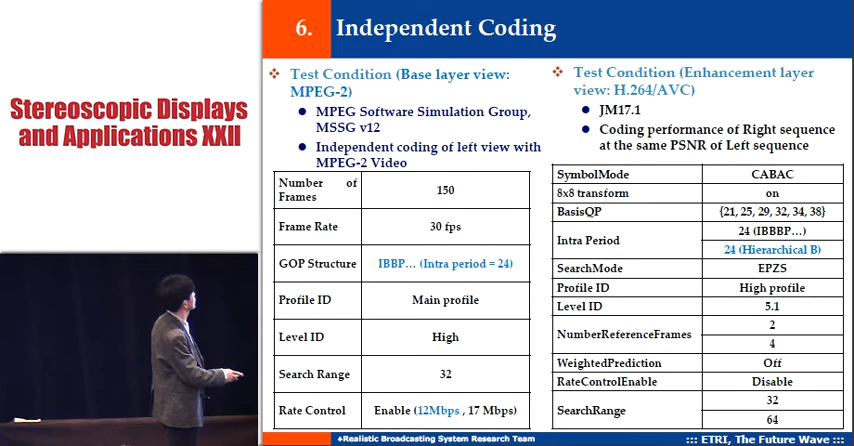 Stereoscopic Displays
and Applications XXII
6. Independent Coding
❖ Test Condition (Base layer view:
MPEG-2)
● MPEG Software Simulation Group,
MSSG v12
● Independent coding of left view with
MPEG-2 Video
Number of
Frames
150
Frame Rate 30 fps
GOP Structure IBBP... (Intra period = 24)
Profile ID Main profile
Level ID High
Search Range 32
Rate Control Enable (12Mbps , 17 Mbps)
❖ Test Condition (Enhancement layer
view: H.264/AVC)
● JM17.1
● Coding performance of Right sequence
at the same PSNR of Left sequence
SymbolMode CABAC
8x8 transform on
BasisQP {21, 25, 29, 32, 34, 38}
Intra Period
24 (IBBBP...)
24 (Hierarchical B)
SearchMode EPZS
Profile ID High profile
Level ID 5.1
NumberReferenceFrames
2
4
WeightedPrediction Off
RateControlEnable Disable
SearchRange
32
64
♠Realistic Broadcasting System Research Team
::: ETRI, The Future Wave :::